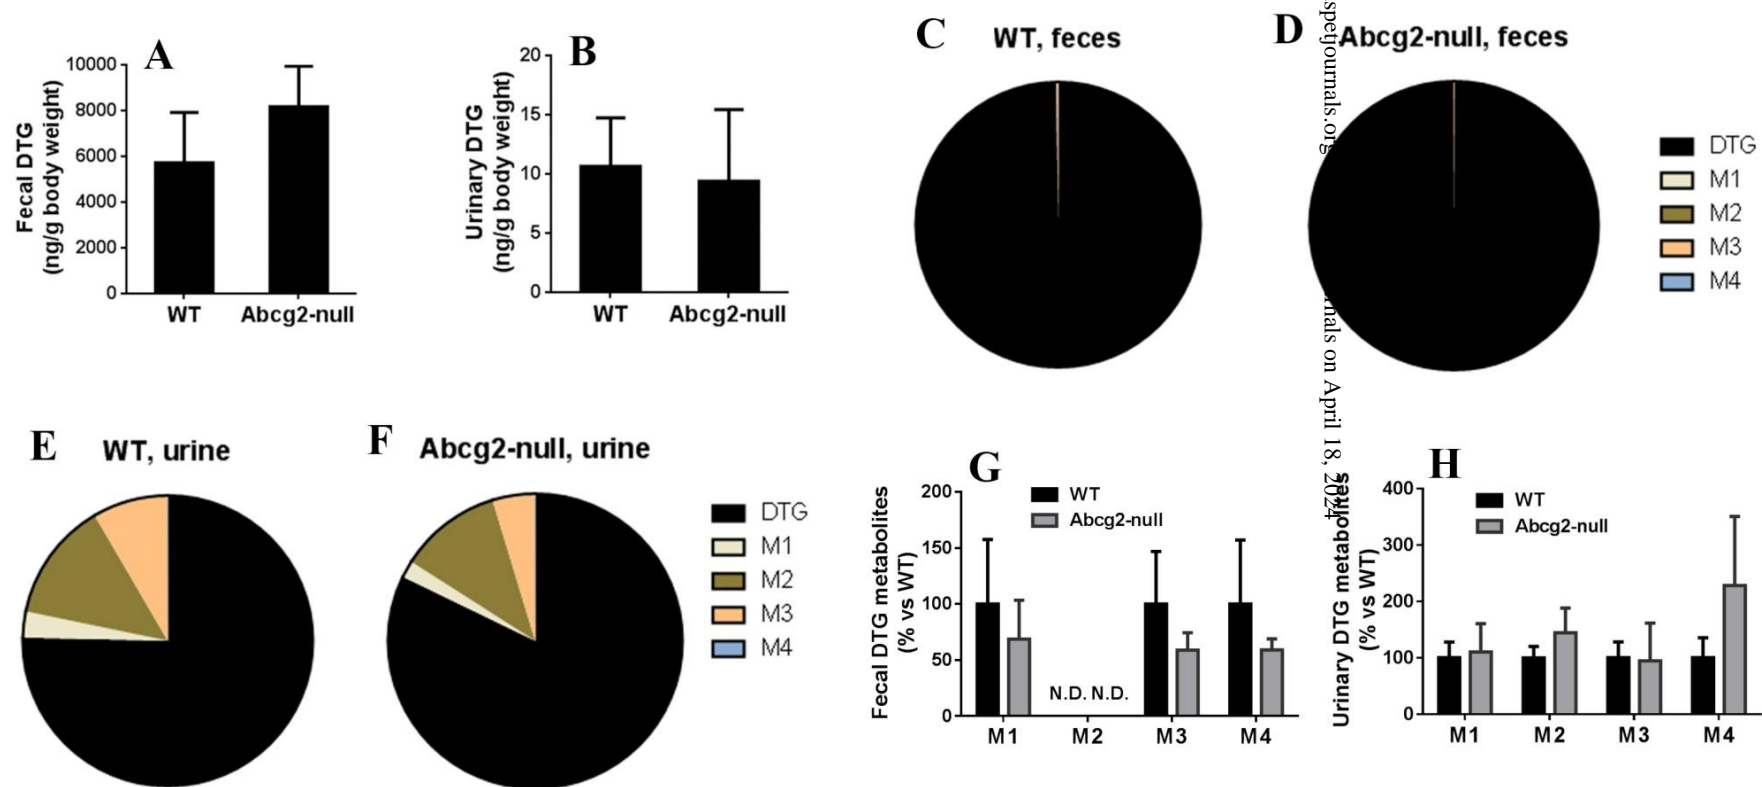 A
Fecal DTG
(ng/g body weight)
10000
8000
6000
4000
2000
0
WT
Abcg2-null
B
Urinary DTG
(ng/g body weight)
20
15
10
5
0
WT
Abcg2-null
C
WT, feces
D
Abcg2-null, feces
DTG
M1
M2
M3
M4
spetjournals.org
nals on April 18, 2024
E
WT, urine
F
Abcg2-null, urine
DTG
M1
M2
M3
M4
G
Fecal DTG metabolites
(% vs WT)
200
150
100
50
0
WT
Abcg2-null
N.D. N.D.
M1
M2
M3
M4
H
Urinary DTG metabolites
(% vs WT)
400
300
200
100
0
WT
Abcg2-null
M1
M2
M3
M4